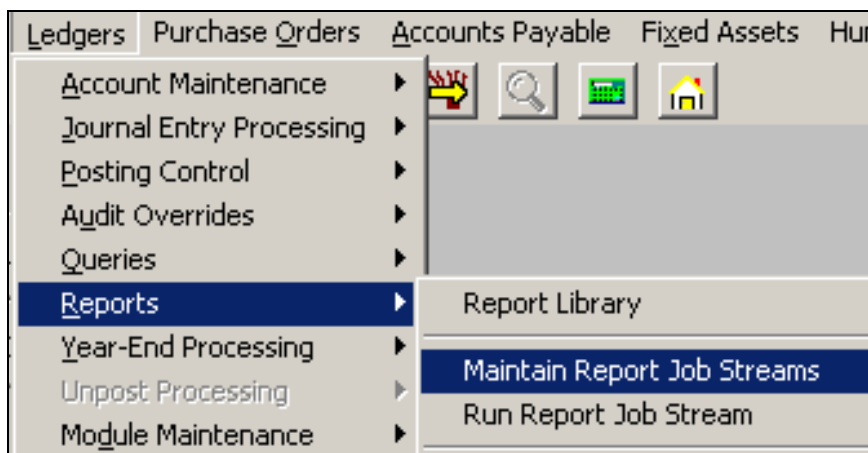 Ledgers Purchase Orders Accounts Payable Fixed Assets
Account Maintenance
Journal Entry Processing
Posting Control
Audit Overrides
Queries
Reports
Report Library
Year-End Processing
Maintain Report Job Streams
Unpost Processing
Run Report Job Stream
Module Maintenance